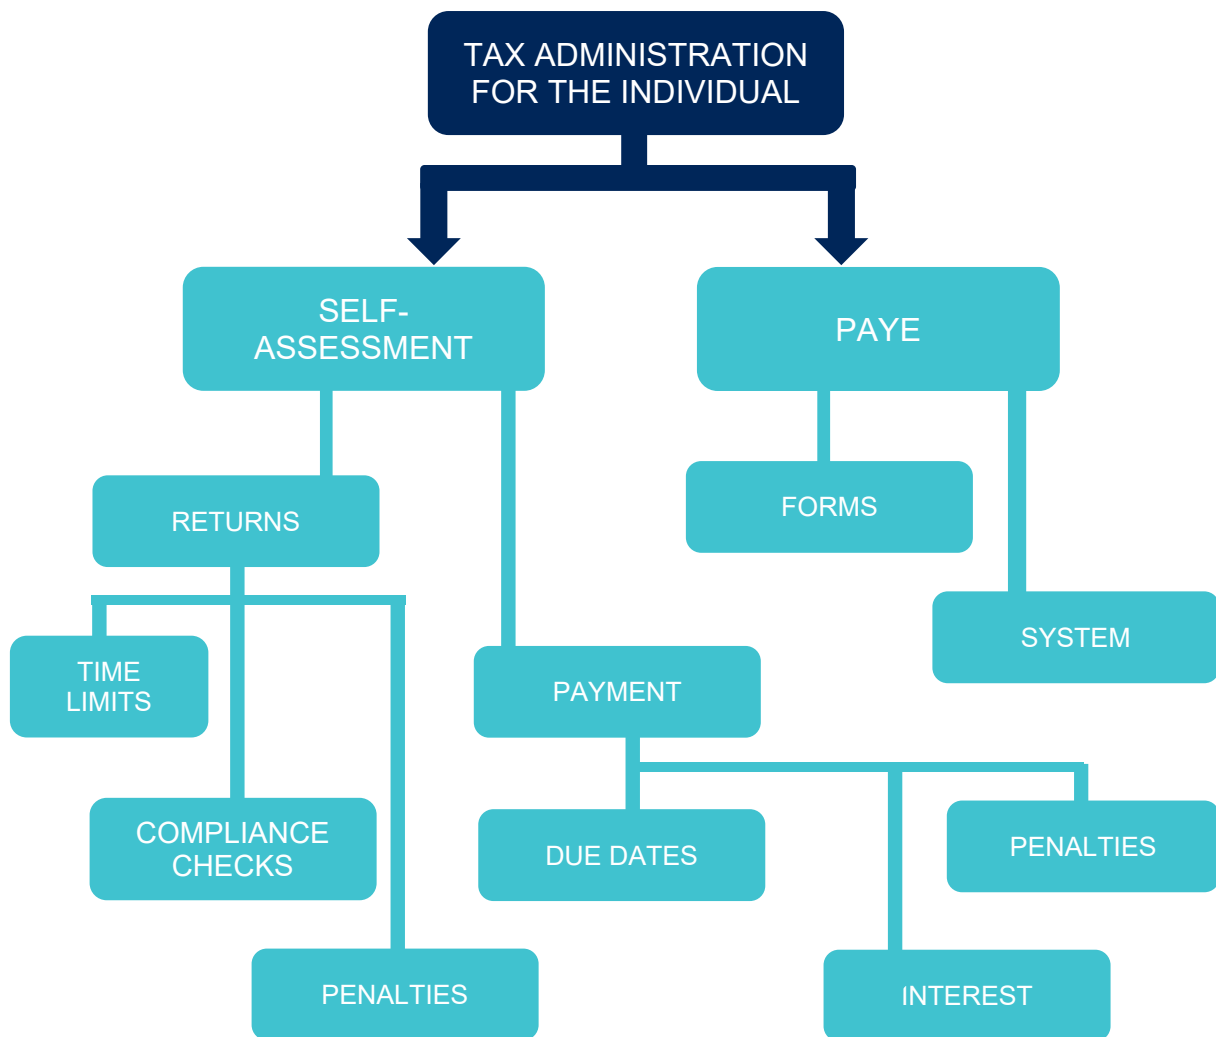 TAX ADMINISTRATION
FOR THE INDIVIDUAL
SELF-
ASSESSMENT
PAYE
RETURNS
FORMS
TIME
LIMITS
PAYMENT
SYSTEM
COMPLIANCE
CHECKS
DUE DATES
PENALTIES
PENALTIES
INTEREST